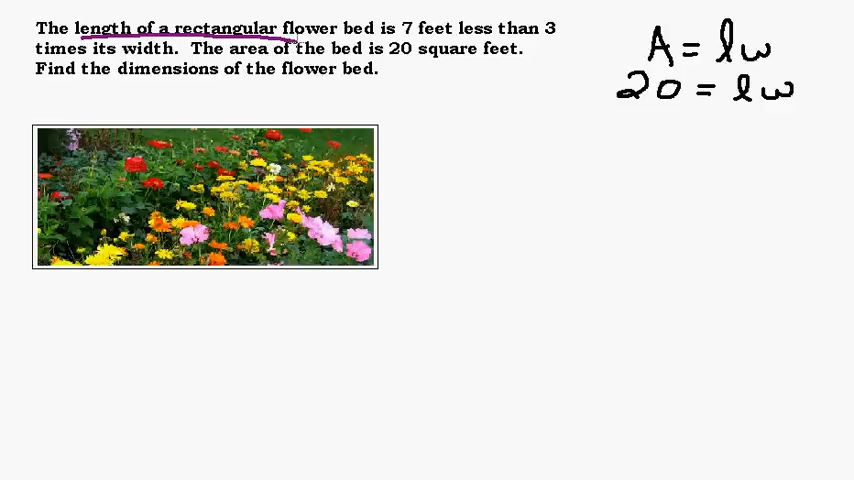 The length of a rectangular flower bed is 7 feet less than 3
times its width. The area of the bed is 20 square feet.
Find the dimensions of the flower bed.
A = lw
20 = lw